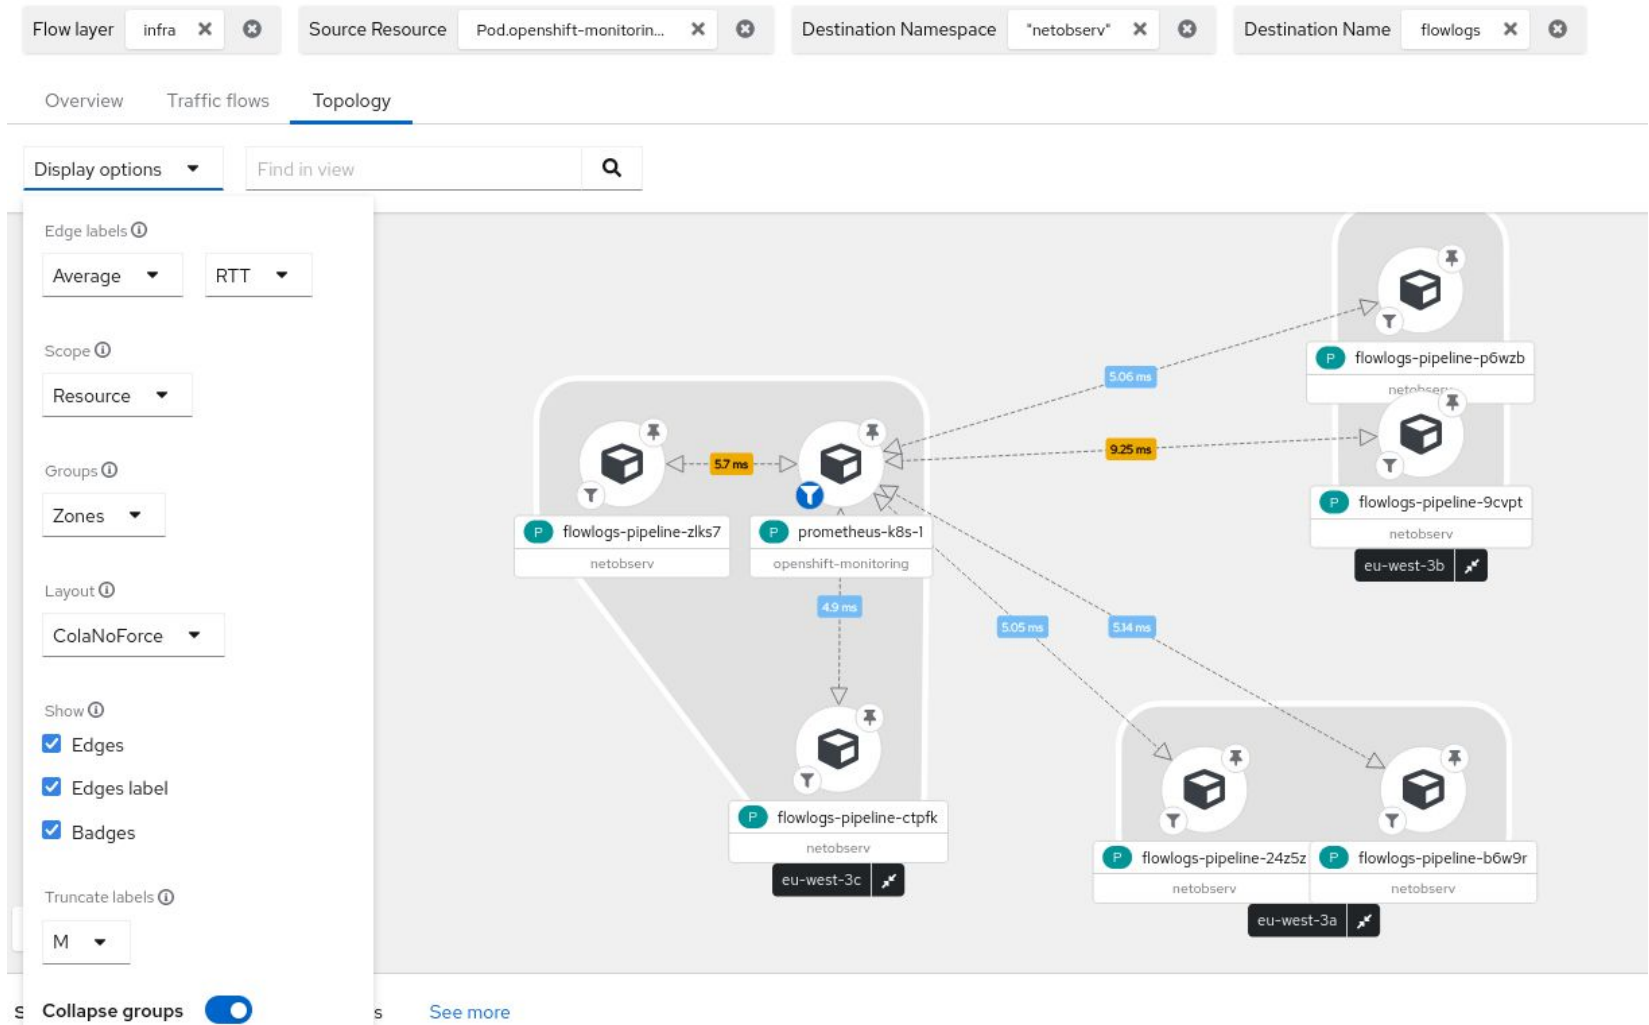 Flow layer infra Source Resource Pod.openshift-monitorin... Destination Namespace "netobserv" Destination Name flowlogs
Overview Traffic flows Topology
Display options Find in view
Edge labels
Average RTT
Scope
Resource
Groups
Zones
Layout
ColaNoForce
Show
Edges
Edges label
Badges
Truncate labels
M
Collapse groups
5.06 ms
9.25 ms
5.7 ms
4.9 ms
5.05 ms
5.14 ms
P flowlogs-pipeline-p6wzb
netobserv
P flowlogs-pipeline-9cvpt
netobserv
eu-west-3b
P flowlogs-pipeline-zlks7
netobserv
P prometheus-k8s-1
openshift-monitoring
P flowlogs-pipeline-ctpfk
netobserv
eu-west-3c
P flowlogs-pipeline-24z5z
netobserv
P flowlogs-pipeline-b6w9r
netobserv
eu-west-3a
See more